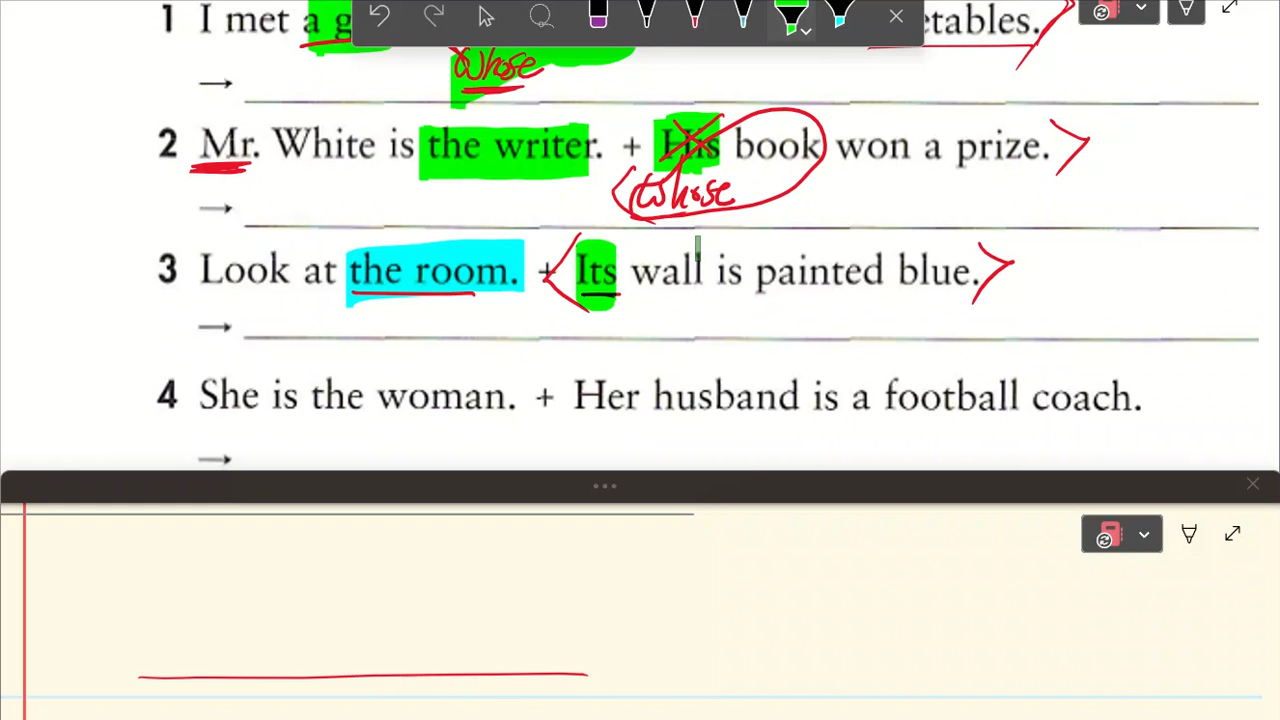 1 I met a g etables.
whose
→
2 Mr. White is the writer. + His book won a prize.
whose
→
3 Look at the room. + Its wall is painted blue.
→
4 She is the woman. + Her husband is a football coach.
→